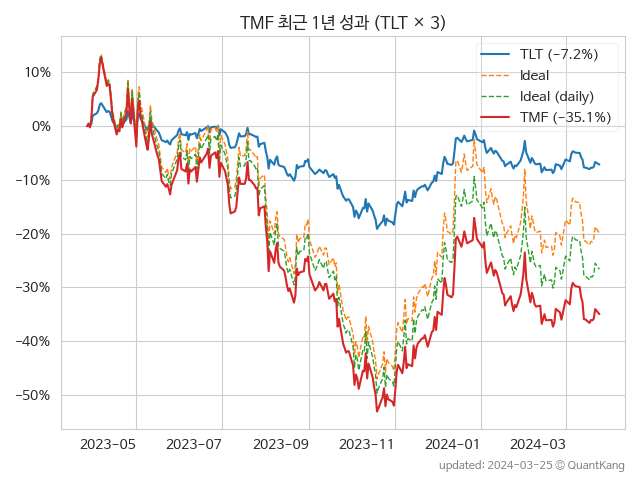 TMF 최근 1년 성과 (TLT × 3)
TLT (−7.2%)
Ideal
Ideal (daily)
TMF (−35.1%)
10%
0%
−10%
−20%
−30%
−40%
−50%
2023-05 2023-07 2023-09 2023-11 2024-01 2024-03
updated: 2024-03-25 © QuantKang